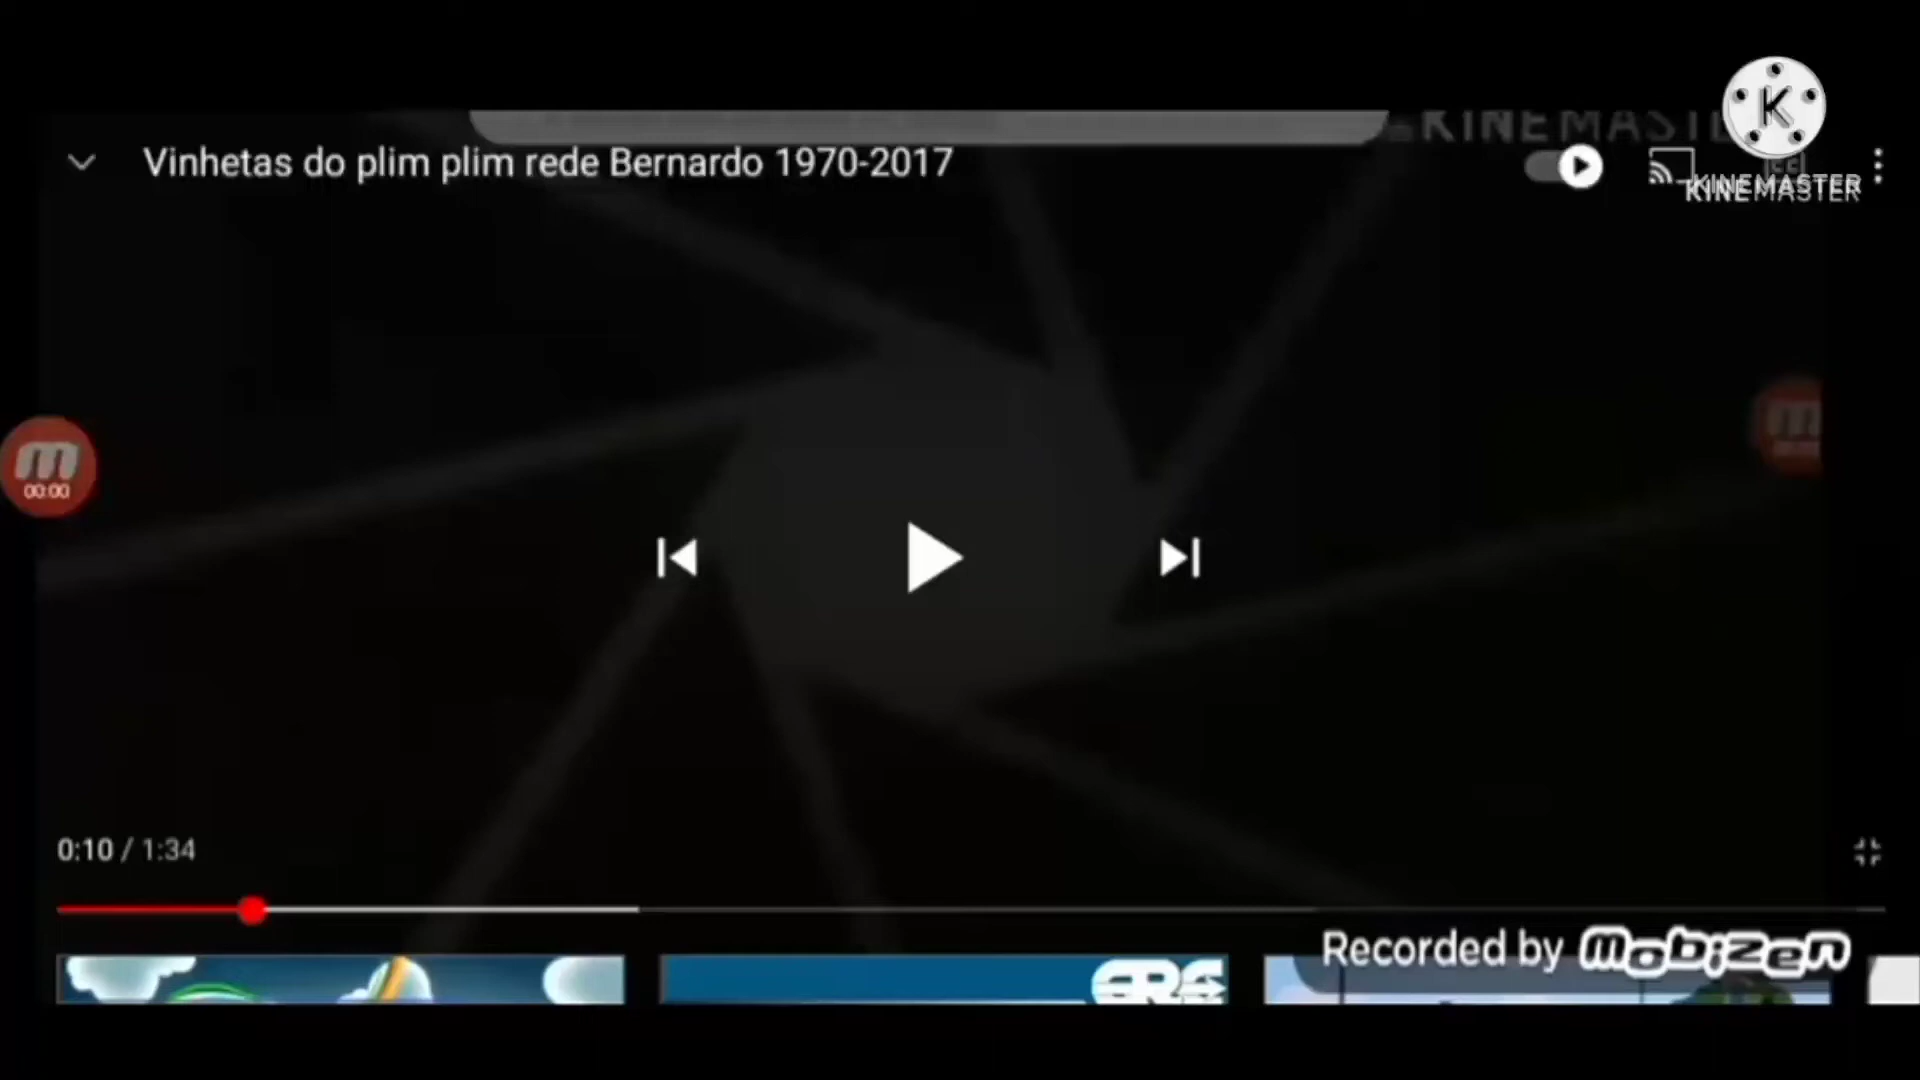 KINEMASTER
Vinhetas do plim plim rede Bernardo 1970-2017
K
KINEMASTER
m
00:00
m
0:10 / 1:34
Recorded by mobizen